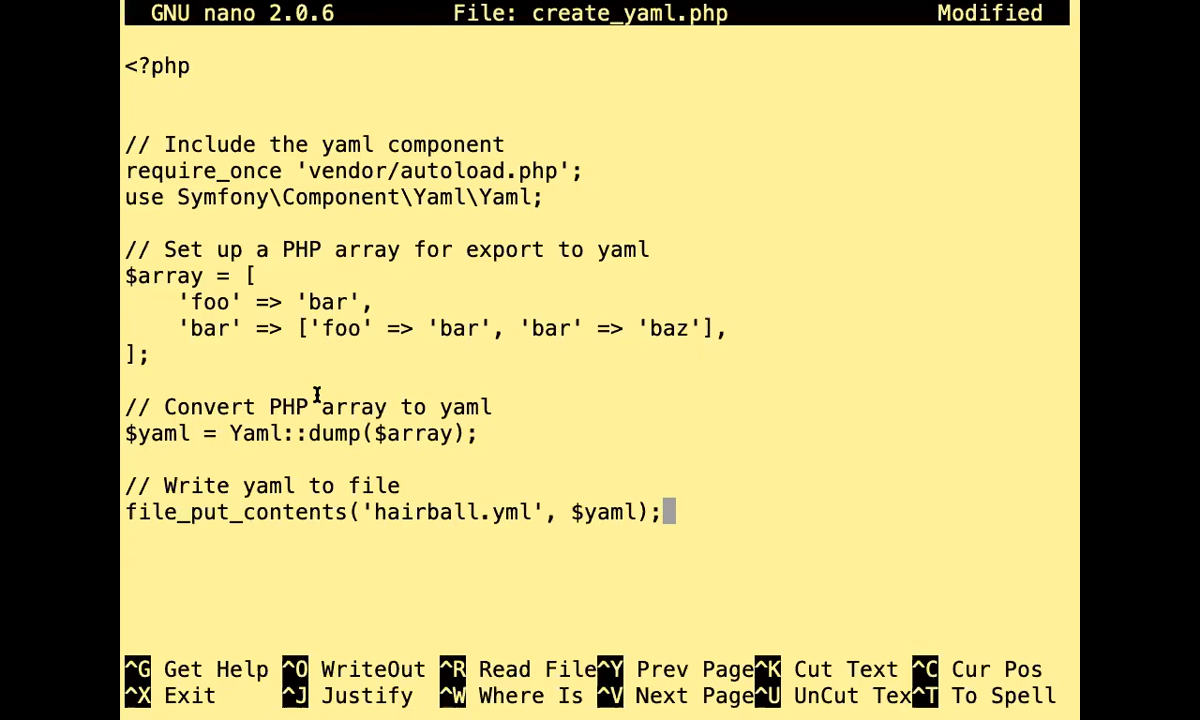 GNU nano 2.0.6 File: create_yaml.php Modified
<?php
// Include the yaml component
require_once 'vendor/autoload.php';
use Symfony\Component\Yaml\Yaml;
// Set up a PHP array for export to yaml
$array = [
    'foo' => 'bar',
    'bar' => ['foo' => 'bar', 'bar' => 'baz'],
];
// Convert PHP array to yaml
$yaml = Yaml::dump($array);
// Write yaml to file
file_put_contents('hairball.yml', $yaml);
^G Get Help ^O WriteOut ^R Read File ^Y Prev Page ^K Cut Text ^C Cur Pos
^X Exit ^J Justify ^W Where Is ^V Next Page ^U UnCut Tex ^T To Spell